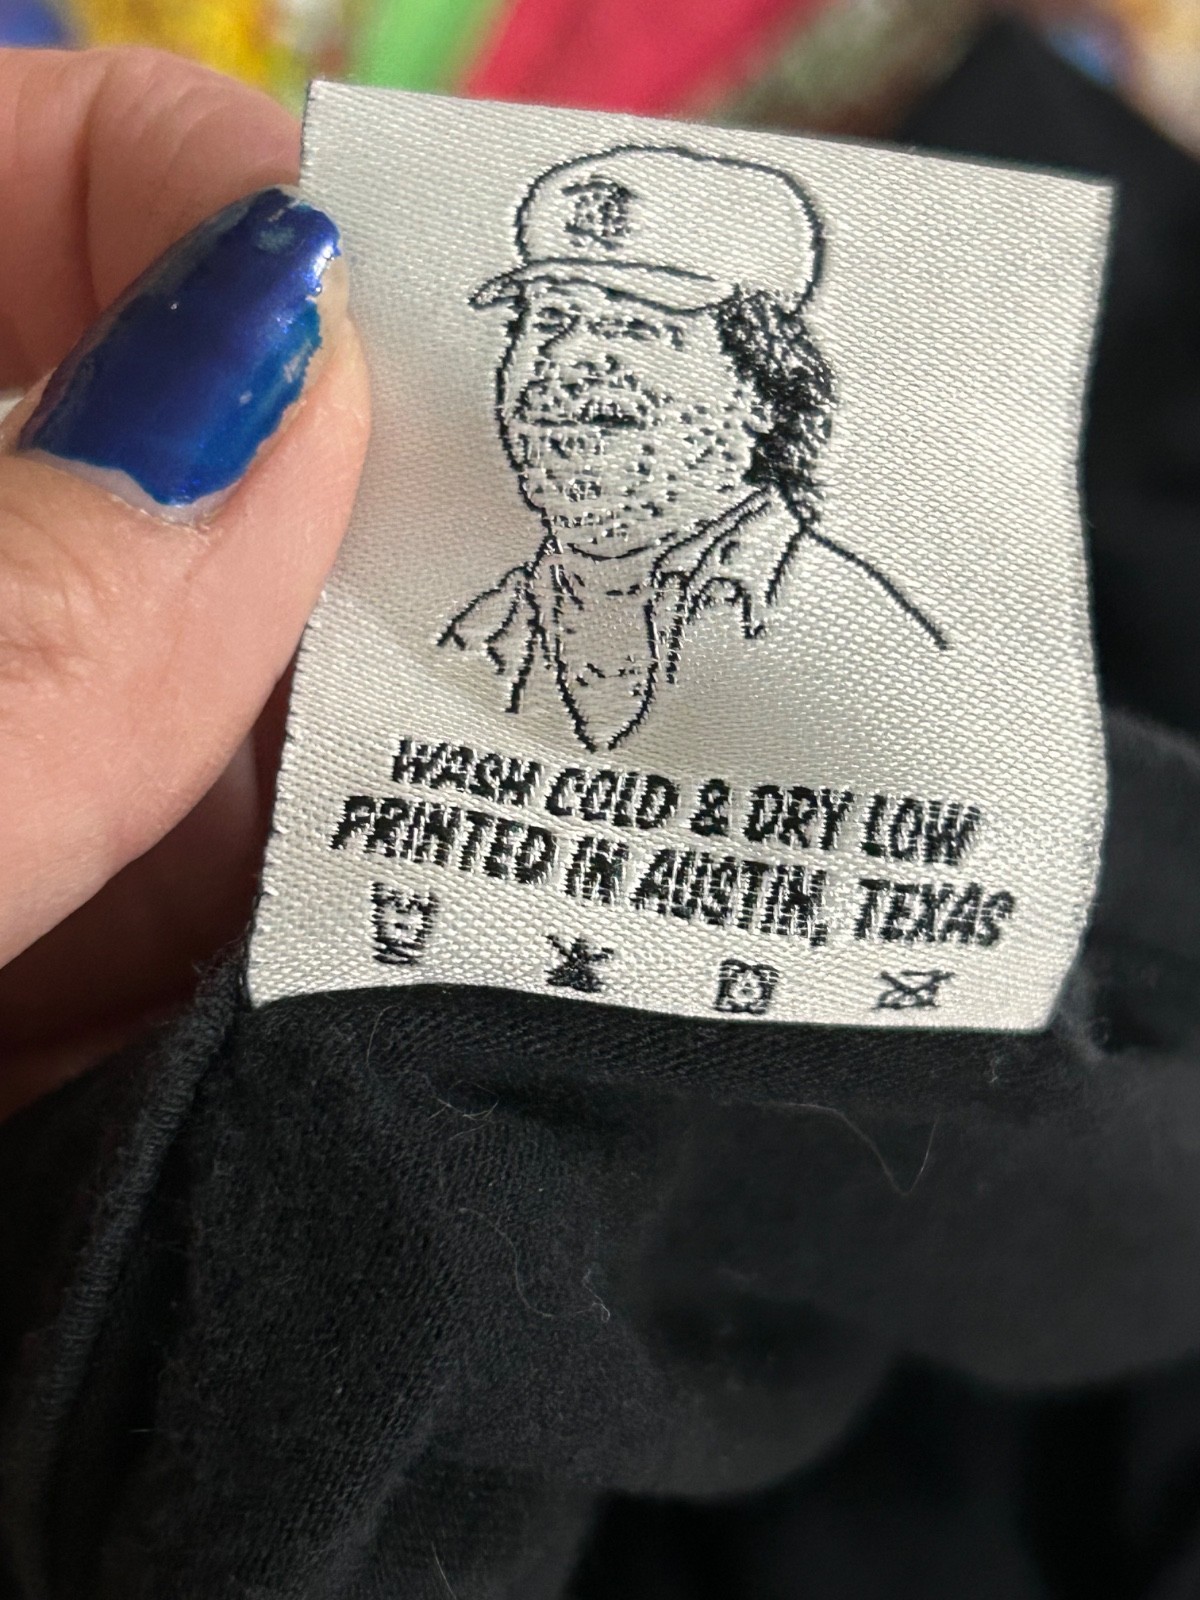 WASH COLD & DRY LOW
PRINTED IN AUSTIN, TEXAS